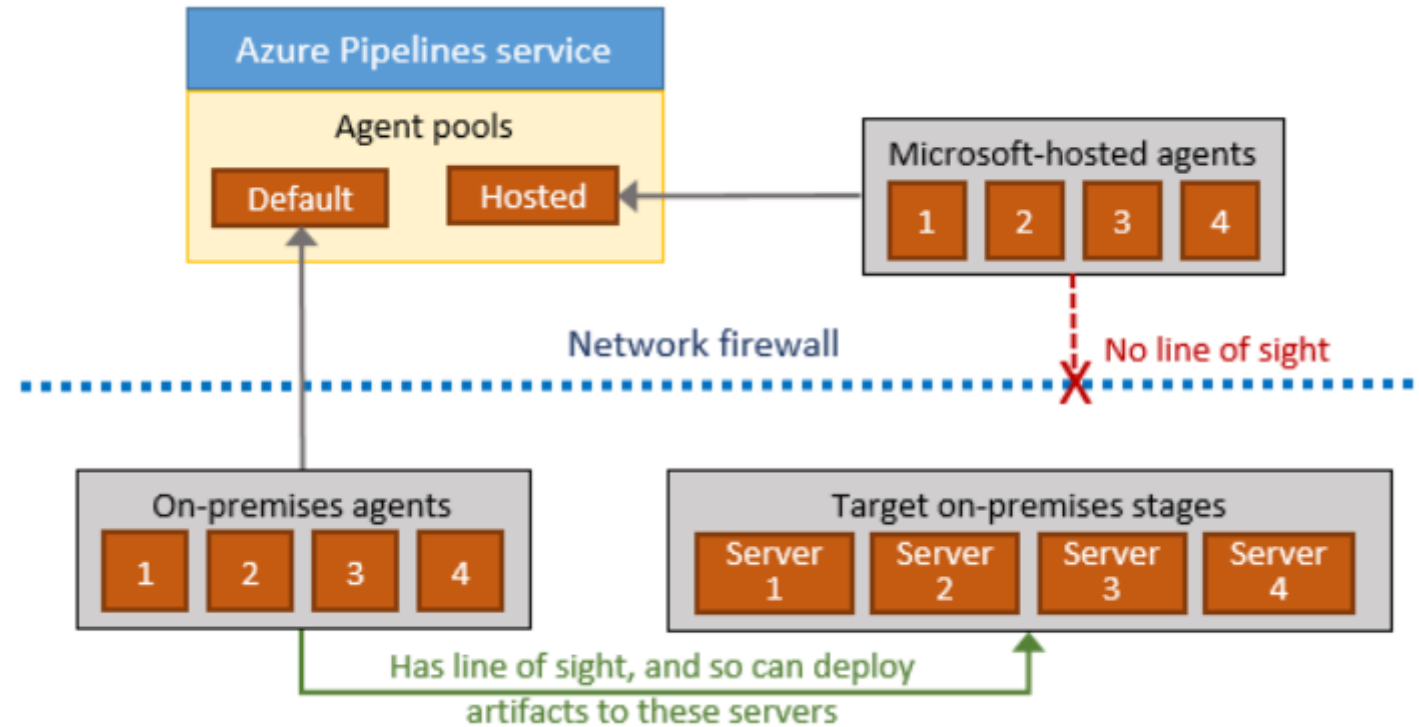 Azure Pipelines service
Agent pools
Default
Hosted
Microsoft-hosted agents
1
2
3
4
Network firewall
No line of sight
X
On-premises agents
1
2
3
4
Target on-premises stages
Server
1
Server
2
Server
3
Server
4
Has line of sight, and so can deploy
artifacts to these servers